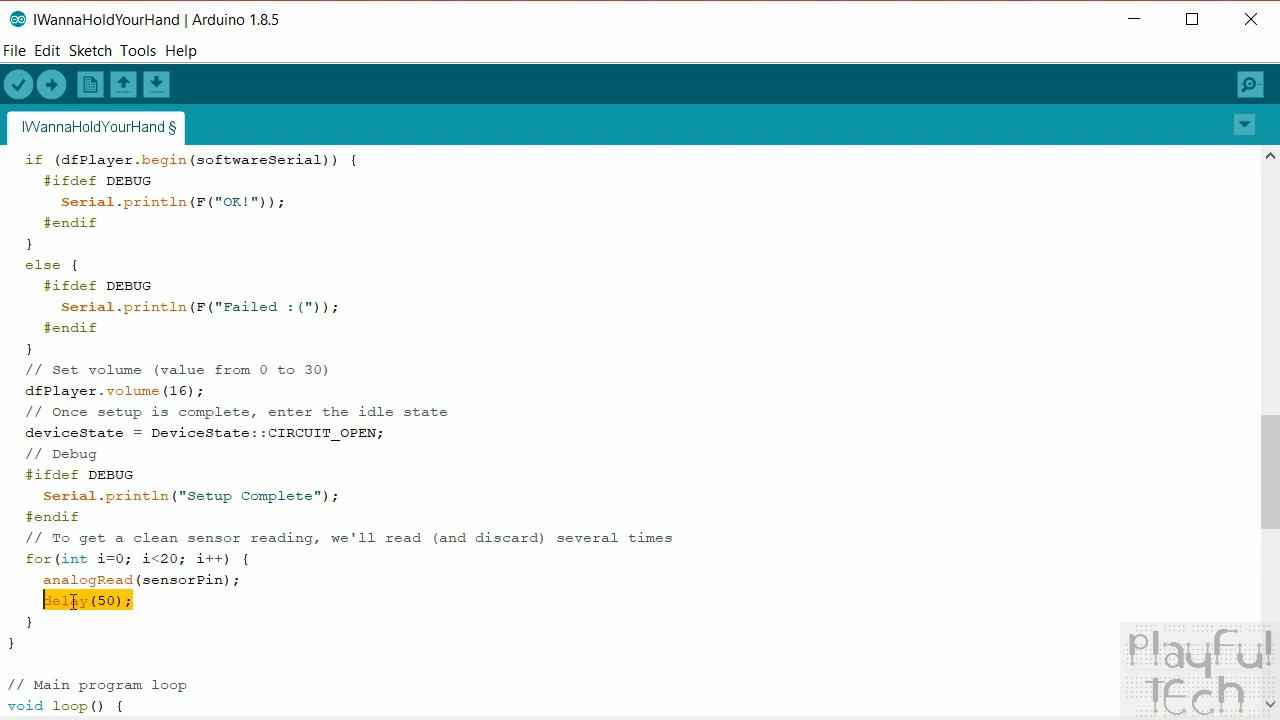 IWannaHoldYourHand | Arduino 1.8.5
File Edit Sketch Tools Help
IWannaHoldYourHand §
if (dfPlayer.begin(softwareSerial)) {
#ifdef DEBUG
Serial.println(F("OK!"));
#endif
}
else {
#ifdef DEBUG
Serial.println(F("Failed :("));
#endif
}
// Set volume (value from 0 to 30)
dfPlayer.volume(16);
// Once setup is complete, enter the idle state
deviceState = DeviceState::CIRCUIT_OPEN;
// Debug
#ifdef DEBUG
Serial.println("Setup Complete");
#endif
// To get a clean sensor reading, we'll read (and discard) several times
for(int i=0; i<20; i++) {
analogRead(sensorPin);
delay(50);
}
}
// Main program loop
void loop() {
playful
tech